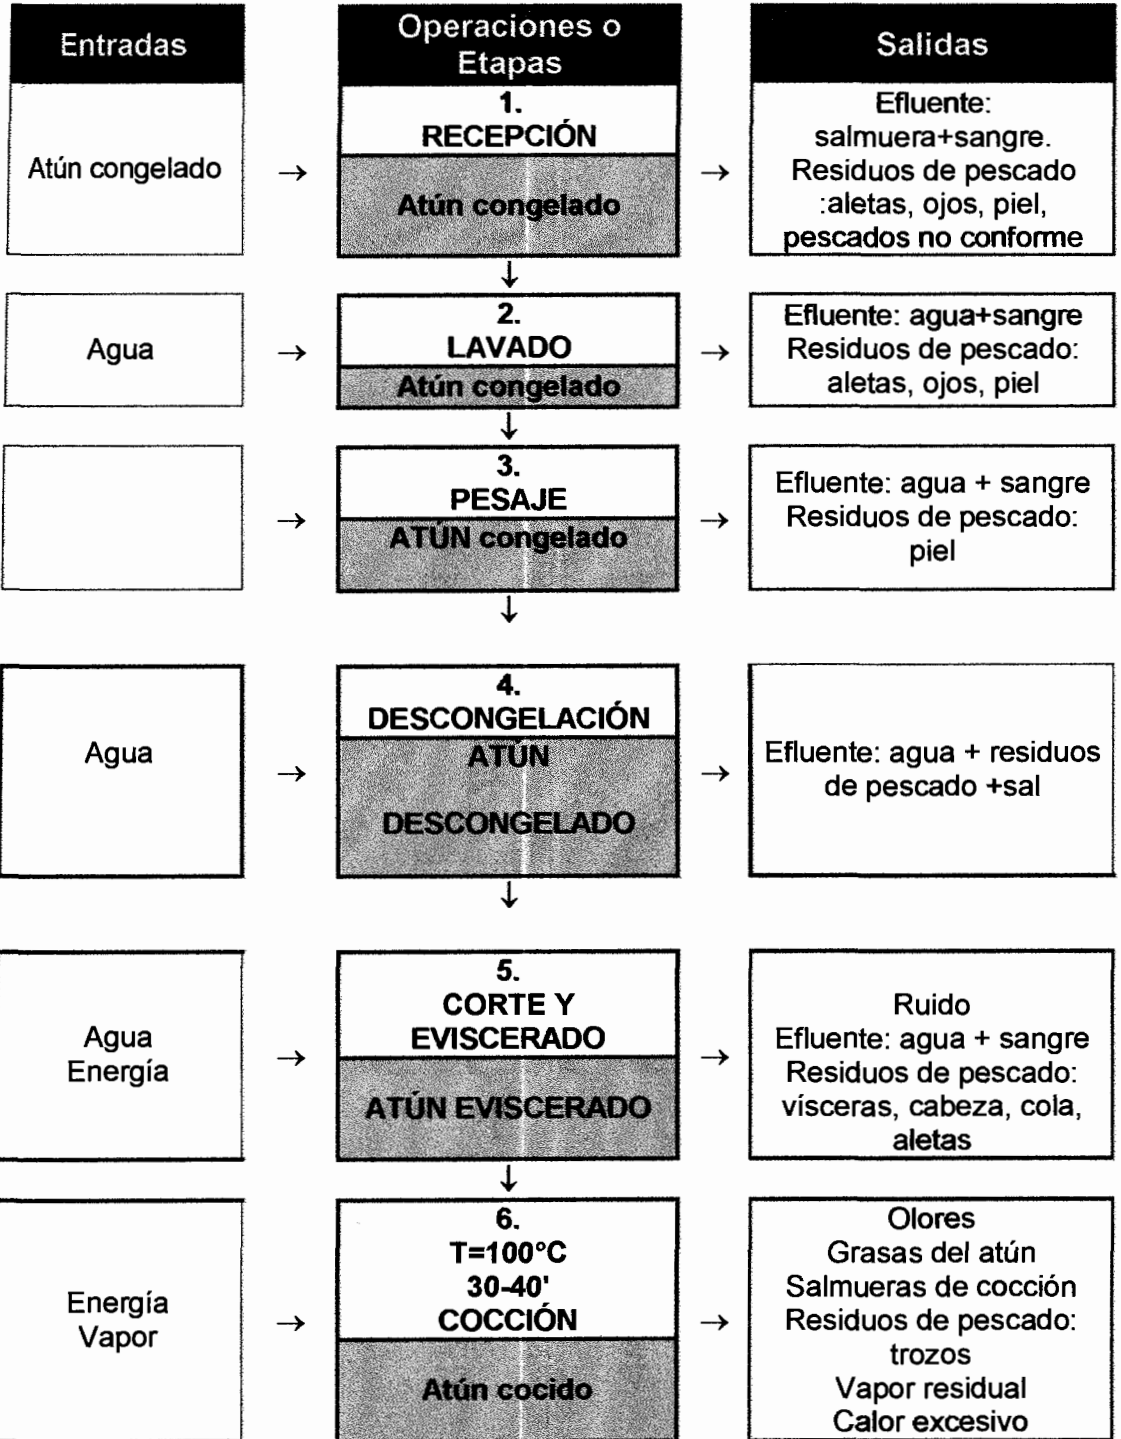 Entradas
Operaciones o
Etapas
Salidas
Atún congelado
→
1.
RECEPCIÓN
Atún congelado
→
Efluente:
salmuera+sangre.
Residuos de pescado
:aletas, ojos, piel,
pescados no conforme
↓
Agua
→
2.
LAVADO
Atún congelado
→
Efluente: agua+sangre
Residuos de pescado:
aletas, ojos, piel
↓
→
3.
PESAJE
ATÚN congelado
→
Efluente: agua + sangre
Residuos de pescado:
piel
↓
Agua
→
4.
DESCONGELACIÓN
ATÚN
DESCONGELADO
→
Efluente: agua + residuos
de pescado +sal
↓
Agua
Energía
→
5.
CORTE Y
EVISCERADO
ATÚN EVISCERADO
→
Ruido
Efluente: agua + sangre
Residuos de pescado:
vísceras, cabeza, cola,
aletas
↓
Energía
Vapor
→
6.
T=100°C
30-40'
COCCIÓN
Atún cocido
→
Olores
Grasas del atún
Salmueras de cocción
Residuos de pescado:
trozos
Vapor residual
Calor excesivo